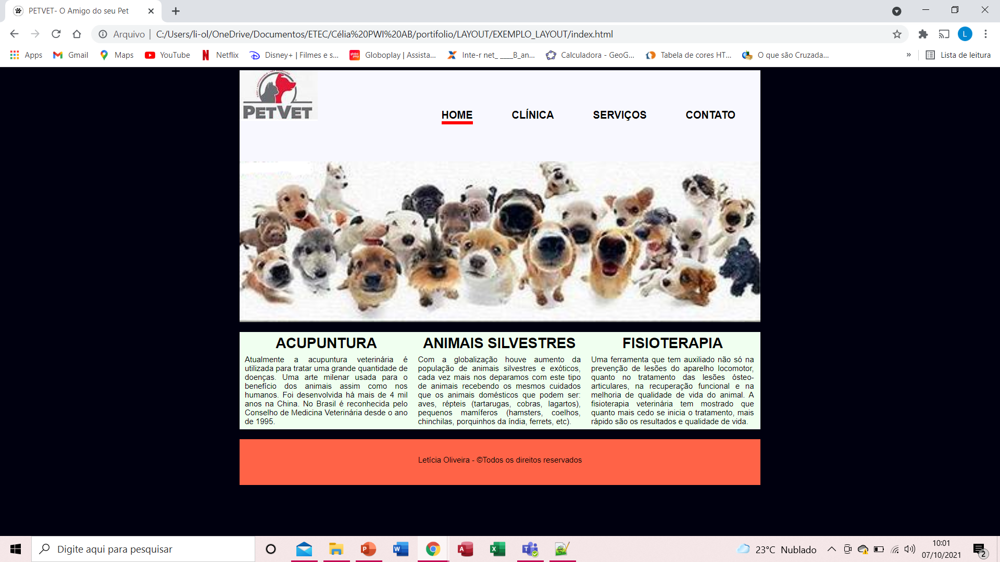 PETVET- O Amigo do seu Pet
Arquivo | C:/Users/li-ol/OneDrive/Documentos/ETEC/Célia%20PWI%20AB/portifolio/LAYOUT/EXEMPLO_LAYOUT/index.html
L
Apps Gmail Maps YouTube Netflix Disney+ | Filmes e s... Globoplay | Assista... Inte-r net_ ____B_an... Calculadora - GeoG... Tabela de cores HT... O que são Cruzada... » Lista de leitura
PETVET
HOME CLÍNICA SERVIÇOS CONTATO
ACUPUNTURA
Atualmente a acupuntura veterinária é
utilizada para tratar uma grande quantidade de
doenças. Uma arte milenar usada para o
benefício dos animais assim como nos
humanos. Foi desenvolvida há mais de 4 mil
anos na China. No Brasil é reconhecida pelo
Conselho de Medicina Veterinária desde o ano
de 1995.
ANIMAIS SILVESTRES
Com a globalização houve aumento da
população de animais silvestres e exóticos,
cada vez mais nos deparamos com este tipo
de animais recebendo os mesmos cuidados
que os animais domésticos que podem ser:
aves, répteis (tartarugas, cobras, lagartos),
pequenos mamíferos (hamsters, coelhos,
chinchilas, porquinhos da índia, ferrets, etc).
FISIOTERAPIA
Uma ferramenta que tem auxiliado não só na
prevenção de lesões do aparelho locomotor,
quanto no tratamento das lesões ósteo-
articulares, na recuperação funcional e na
melhoria de qualidade de vida do animal. A
fisioterapia veterinária tem mostrado que
quanto mais cedo se inicia o tratamento, mais
rápido são os resultados e qualidade de vida.
Letícia Oliveira - ©Todos os direitos reservados
Digite aqui para pesquisar
23°C Nublado
10:01
07/10/2021
2